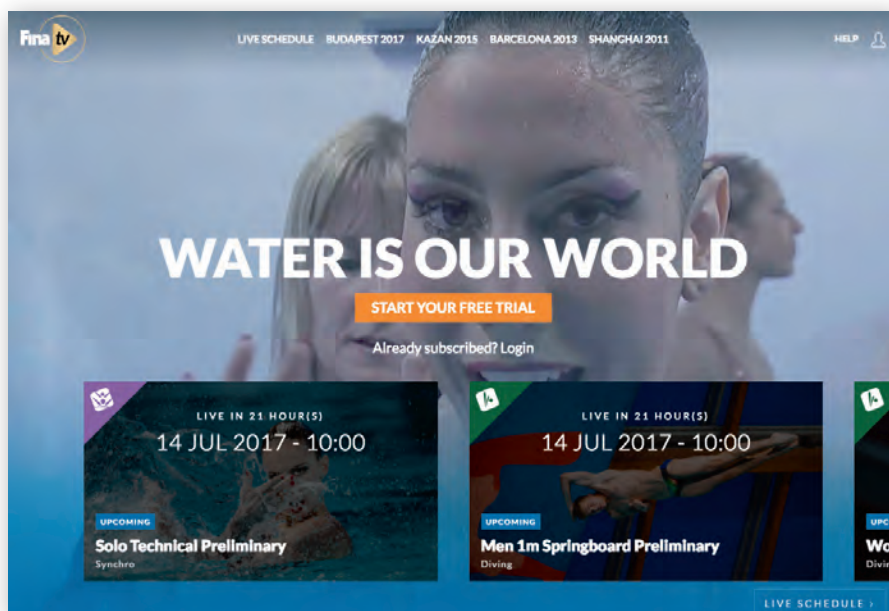 Fina tv
LIVE SCHEDULE BUDAPEST 2017 KAZAN 2015 BARCELONA 2013 SHANGHAI 2011
HELP
WATER IS OUR WORLD
START YOUR FREE TRIAL
Already subscribed? Login
LIVE IN 21 HOUR(S)
14 JUL 2017 - 10:00
UPCOMING
Solo Technical Preliminary
Synchro
LIVE IN 21 HOUR(S)
14 JUL 2017 - 10:00
UPCOMING
Men 1m Springboard Preliminary
Diving
LIVE SCHEDULE >